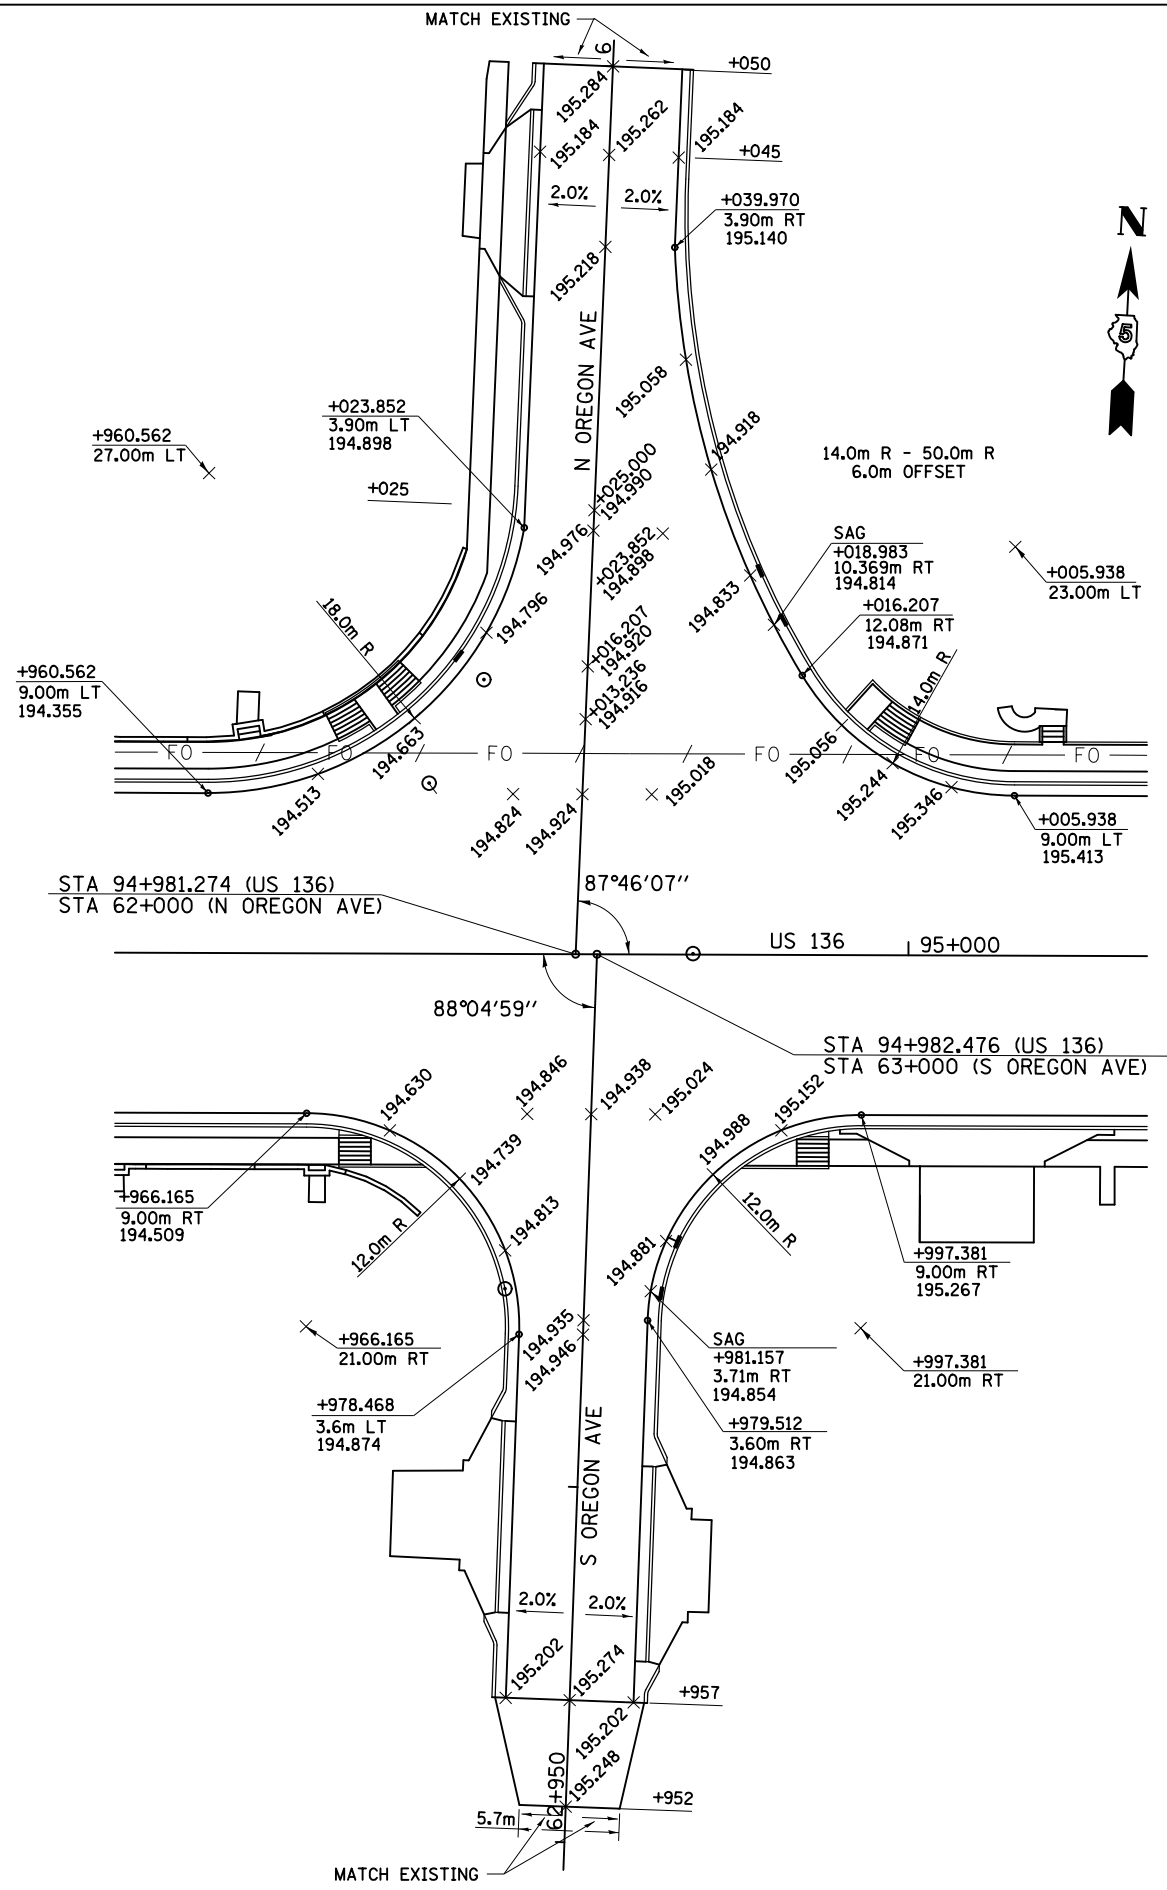 MATCH EXISTING
6
+050
195.284
195.184
195.262
195.184
+045
2.0%
2.0%
+039.970
3.90m RT
195.140
N
5
195.218
N OREGON AVE
195.058
+023.852
3.90m LT
194.898
+960.562
27.00m LT
194.918
14.0m R - 50.0m R
6.0m OFFSET
+025
+025.000
194.990
194.976
+023.852
194.898
SAG
+018.983
10.369m RT
194.814
+005.938
23.00m LT
194.833
+016.207
12.08m RT
194.871
18.0m R
194.796
+016.207
194.920
+013.236
194.916
14.0m R
+960.562
9.00m LT
194.355
FO
FO
FO
FO
FO
FO
194.663
195.056
194.513
195.018
195.244
194.824
194.924
195.346
+005.938
9.00m LT
195.413
STA 94+981.274 (US 136)
STA 62+000 (N OREGON AVE)
87°46'07''
US 136
95+000
88°04'59''
STA 94+982.476 (US 136)
STA 63+000 (S OREGON AVE)
194.630
194.846
194.938
195.024
195.152
194.739
194.988
+966.165
9.00m RT
194.509
12.0m R
194.813
194.881
12.0m R
+997.381
9.00m RT
195.267
194.935
194.946
+966.165
21.00m RT
SAG
+981.157
3.71m RT
194.854
+997.381
21.00m RT
+978.468
3.6m LT
194.874
+979.512
3.60m RT
194.863
S OREGON AVE
2.0%
2.0%
195.202
195.274
+957
195.202
195.248
62+950
+952
5.7m
MATCH EXISTING